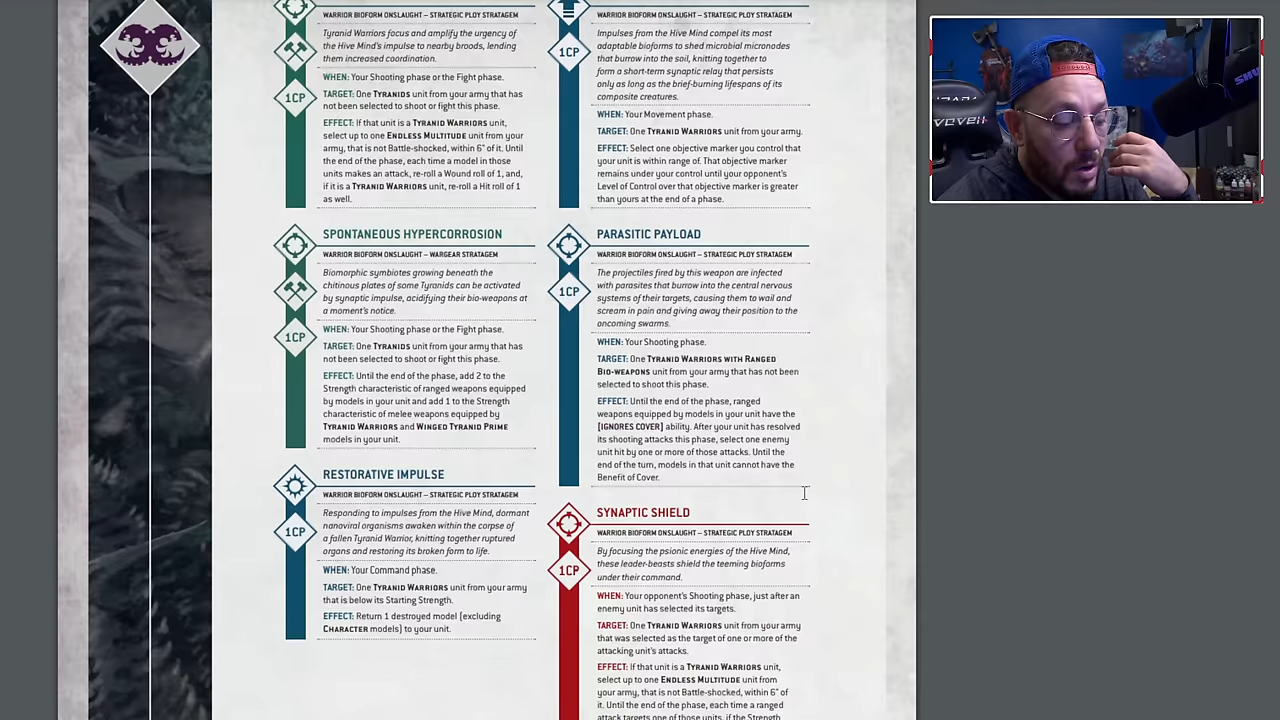 WARRIOR BIOFORM ONSLAUGHT – STRATEGIC PLOY STRATAGEM
Tyranid Warriors focus and amplify the urgency of
the Hive Mind's impulse to nearby broods, lending
them increased coordination.
1CP
WHEN: Your Shooting phase or the Fight phase.
TARGET: One TYRANIDS unit from your army that has
not been selected to shoot or fight this phase.
EFFECT: If that unit is a TYRANID WARRIORS unit,
select up to one ENDLESS MULTITUDE unit from your
army, that is not Battle-shocked, within 6" of it. Until
the end of the phase, each time a model in those
units makes an attack, re-roll a Wound roll of 1, and,
if it is a TYRANID WARRIORS unit, re-roll a Hit roll of 1
as well.
SPONTANEOUS HYPERCORROSION
WARRIOR BIOFORM ONSLAUGHT – WARGEAR STRATAGEM
Biomorphic symbiotes growing beneath the
chitinous plates of some Tyranids can be activated
by synaptic impulse, acidifying their bio-weapons at
a moment's notice.
1CP
WHEN: Your Shooting phase or the Fight phase.
TARGET: One TYRANIDS unit from your army that has
not been selected to shoot or fight this phase.
EFFECT: Until the end of the phase, add 2 to the
Strength characteristic of ranged weapons equipped
by models in your unit and add 1 to the Strength
characteristic of melee weapons equipped by
TYRANID WARRIORS and WINGED TYRANID PRIME
models in your unit.
RESTORATIVE IMPULSE
WARRIOR BIOFORM ONSLAUGHT – STRATEGIC PLOY STRATAGEM
Responding to impulses from the Hive Mind, dormant
nanoviral organisms awaken within the corpse of
a fallen Tyranid Warrior, knitting together ruptured
organs and restoring its broken form to life.
1CP
WHEN: Your Command phase.
TARGET: One TYRANID WARRIORS unit from your army
that is below its Starting Strength.
EFFECT: Return 1 destroyed model (excluding
CHARACTER models) to your unit.
WARRIOR BIOFORM ONSLAUGHT – STRATEGIC PLOY STRATAGEM
Impulses from the Hive Mind compel its most
adaptable bioforms to shed microbial micronodes
that burrow into the soil, knitting together to
form a short-term synaptic relay that persists
only as long as the brief-burning lifespans of its
composite creatures.
1CP
WHEN: Your Movement phase.
TARGET: One TYRANID WARRIORS unit from your army.
EFFECT: Select one objective marker you control that
your unit is within range of. That objective marker
remains under your control until your opponent's
Level of Control over that objective marker is greater
than yours at the end of a phase.
PARASITIC PAYLOAD
WARRIOR BIOFORM ONSLAUGHT – STRATEGIC PLOY STRATAGEM
The projectiles fired by this weapon are infected
with parasites that burrow into the central nervous
systems of their targets, causing them to wail and
scream in pain and giving away their position to the
oncoming swarms.
1CP
WHEN: Your Shooting phase.
TARGET: One TYRANID WARRIORS WITH RANGED
BIO-WEAPONS unit from your army that has not been
selected to shoot this phase.
EFFECT: Until the end of the phase, ranged
weapons equipped by models in your unit have the
[IGNORES COVER] ability. After your unit has resolved
its shooting attacks this phase, select one enemy
unit hit by one or more of those attacks. Until the
end of the turn, models in that unit cannot have the
Benefit of Cover.
SYNAPTIC SHIELD
WARRIOR BIOFORM ONSLAUGHT – STRATEGIC PLOY STRATAGEM
By focusing the psionic energies of the Hive Mind,
these leader-beasts shield the teeming bioforms
under their command.
1CP
WHEN: Your opponent's Shooting phase, just after an
enemy unit has selected its targets.
TARGET: One TYRANID WARRIORS unit from your army
that was selected as the target of one or more of the
attacking unit's attacks.
EFFECT: If that unit is a TYRANID WARRIORS unit,
select up to one ENDLESS MULTITUDE unit from
your army, that is not Battle-shocked, within 6" of
it. Until the end of the phase, each time a ranged
attack targets one of those units, if the Strength